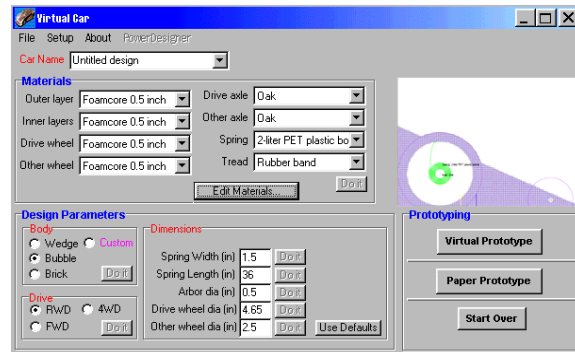 Virtual Car
File Setup About PowerDesigner
Car Name Untitled design
Materials
Outer layer Foamcore 0.5 inch
Inner layers Foamcore 0.5 inch
Drive wheel Foamcore 0.5 inch
Other wheel Foamcore 0.5 inch
Drive axle Oak
Other axle Oak
Spring 2-liter PET plastic bo
Tread Rubber band
Edit Materials...
Do it
Design Parameters
Body
Wedge Custom
Bubble
Brick Do it
Drive
RWD 4WD
FWD Do it
Dimensions
Spring Width (in) 1.5 Do it
Spring Length (in) 36 Do it
Arbor dia (in) 0.5 Do it
Drive wheel dia (in) 4.65 Do it
Other wheel dia (in) 2.5 Do it Use Defaults
Prototyping
Virtual Prototype
Paper Prototype
Start Over